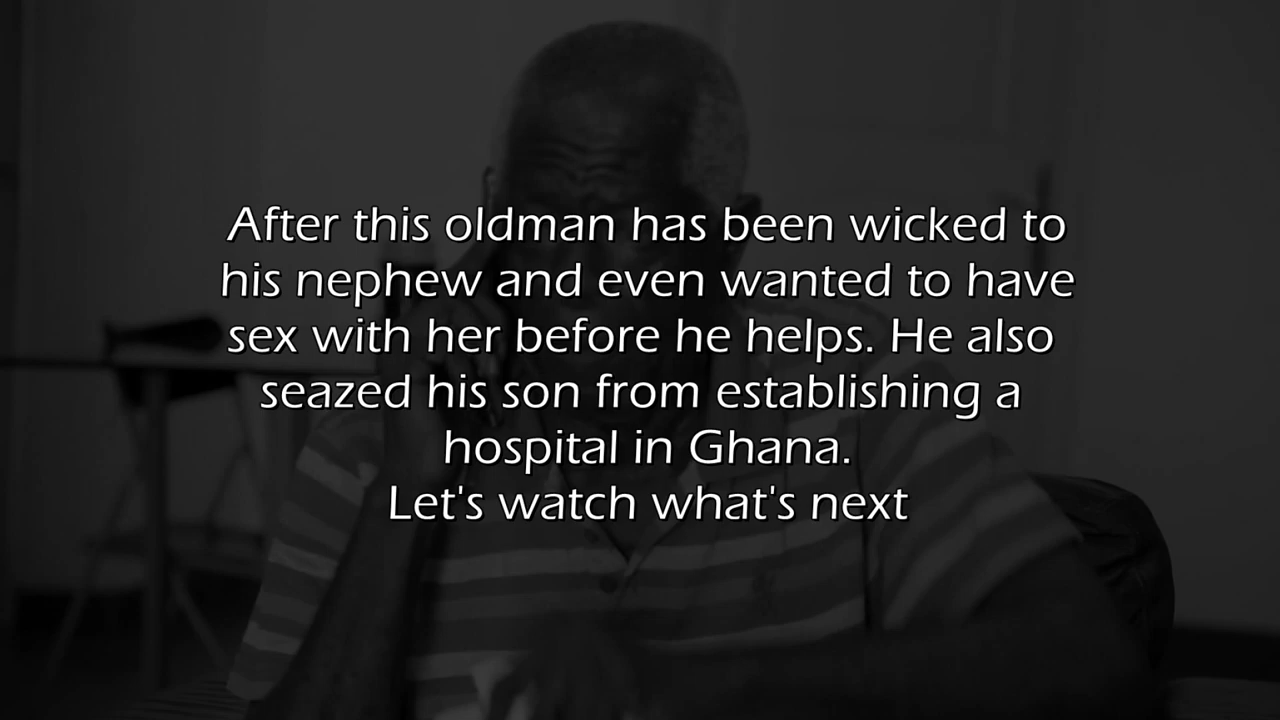 After this oldman has been wicked to
his nephew and even wanted to have
sex with her before he helps. He also
seazed his son from establishing a
hospital in Ghana.
Let's watch what's next